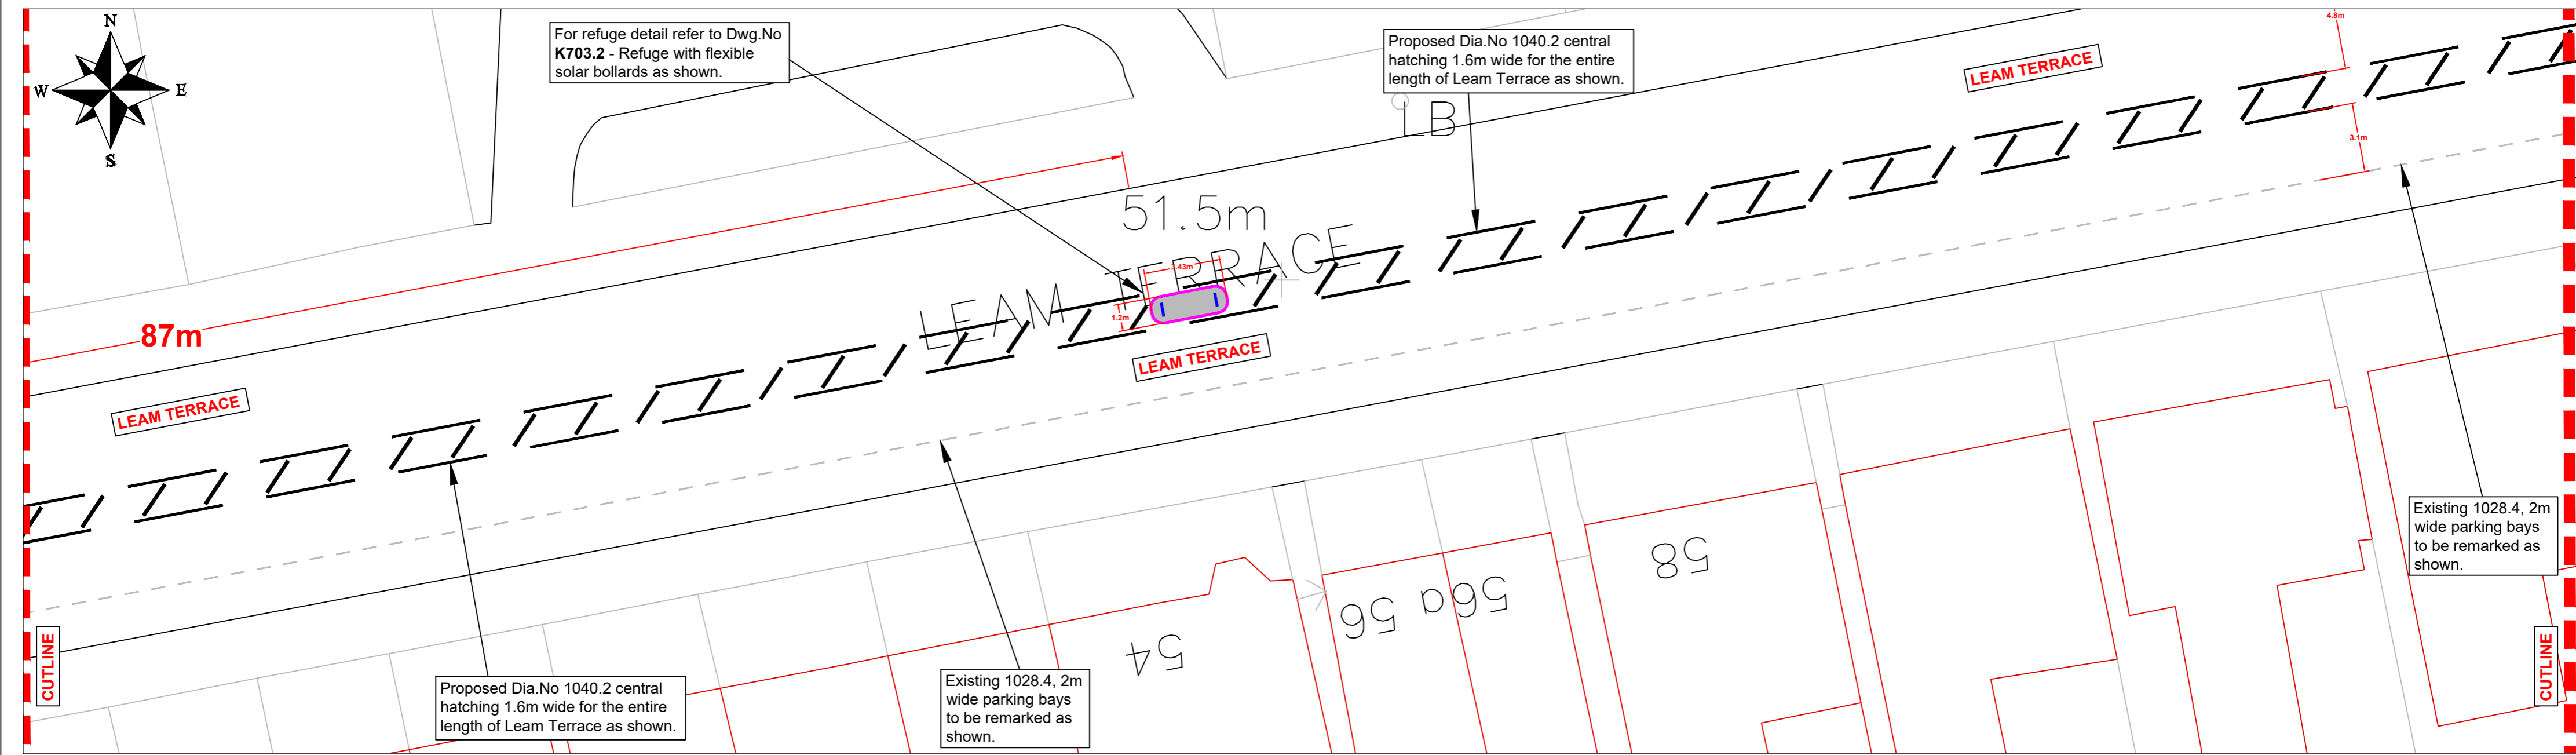 N
W
E
S
For refuge detail refer to Dwg.No
K703.2 - Refuge with flexible
solar bollards as shown.
Proposed Dia.No 1040.2 central
hatching 1.6m wide for the entire
length of Leam Terrace as shown.
LEAM TERRACE
4.8m
3.1m
LB
51.5m
LEAM TERRACE
3.43m
1.2m
LEAM TERRACE
87m
LEAM TERRACE
Existing 1028.4, 2m
wide parking bays
to be remarked as
shown.
58
56a
56
54
CUTLINE
Proposed Dia.No 1040.2 central
hatching 1.6m wide for the entire
length of Leam Terrace as shown.
Existing 1028.4, 2m
wide parking bays
to be remarked as
shown.
CUTLINE